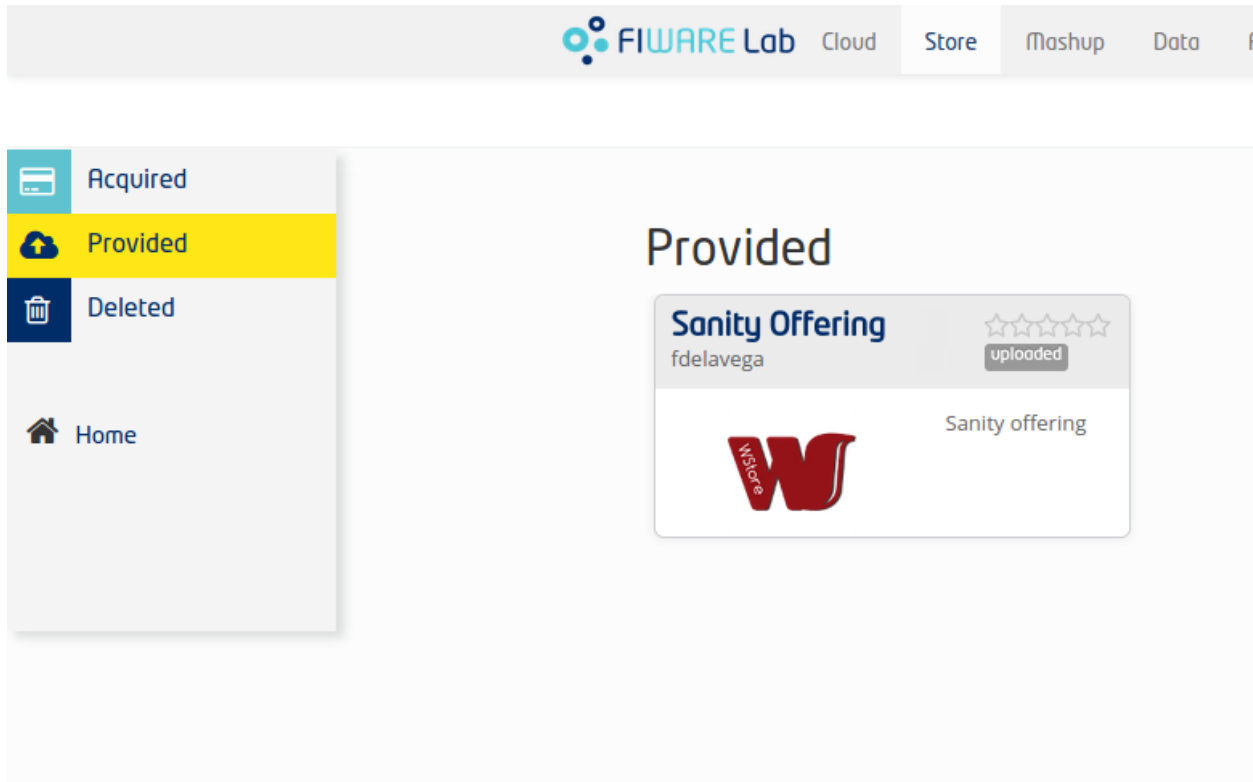 FIWARE Lab Cloud Store Mashup Data
Acquired
Provided
Deleted
Home
Provided
Sanity Offering
fdelavega
uploaded
Sanity offering
WStore